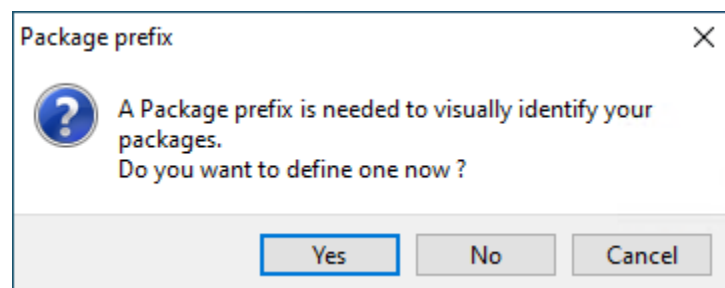 Package prefix
A Package prefix is needed to visually identify your
packages.
Do you want to define one now ?
Yes No Cancel